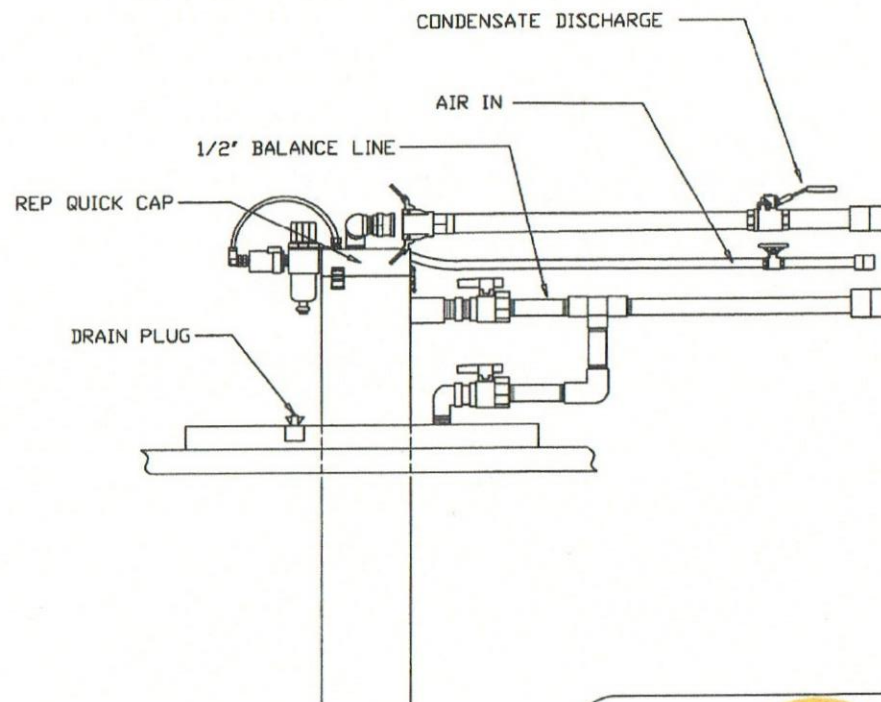 CONDENSATE DISCHARGE
AIR IN
1/2" BALANCE LINE
REP QUICK CAP
DRAIN PLUG